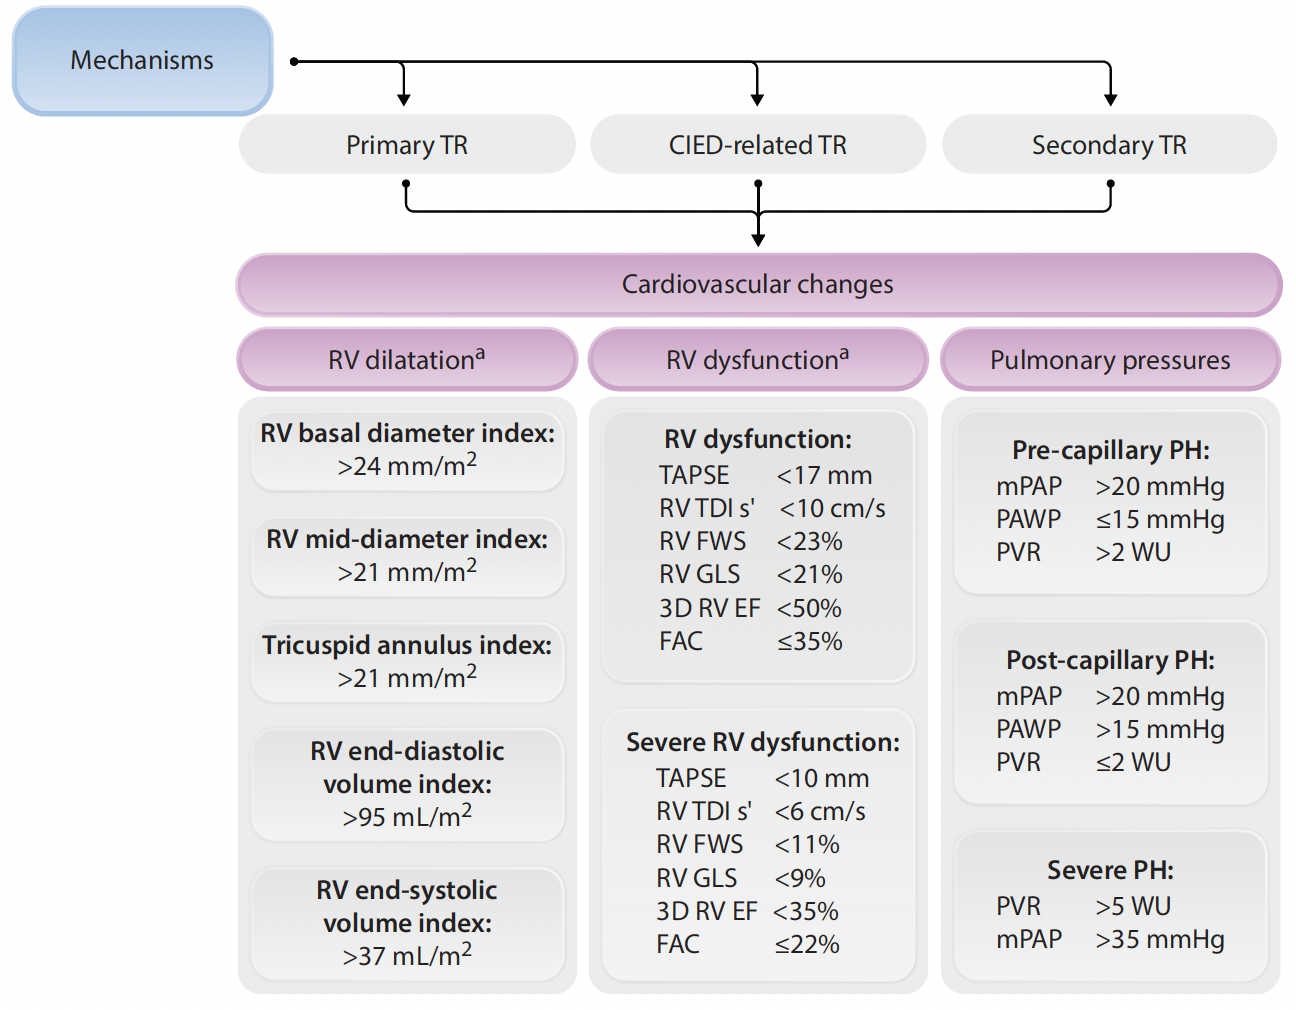 Mechanisms
Primary TR
CIED-related TR
Secondary TR
Cardiovascular changes
RV dilatationᵃ
RV dysfunctionᵃ
Pulmonary pressures
RV basal diameter index:
>24 mm/m²
RV mid-diameter index:
>21 mm/m²
Tricuspid annulus index:
>21 mm/m²
RV end-diastolic
volume index:
>95 mL/m²
RV end-systolic
volume index:
>37 mL/m²
RV dysfunction:
TAPSE <17 mm
RV TDI s' <10 cm/s
RV FWS <23%
RV GLS <21%
3D RV EF <50%
FAC ≤35%
Severe RV dysfunction:
TAPSE <10 mm
RV TDI s' <6 cm/s
RV FWS <11%
RV GLS <9%
3D RV EF <35%
FAC ≤22%
Pre-capillary PH:
mPAP >20 mmHg
PAWP ≤15 mmHg
PVR >2 WU
Post-capillary PH:
mPAP >20 mmHg
PAWP >15 mmHg
PVR ≤2 WU
Severe PH:
PVR >5 WU
mPAP >35 mmHg